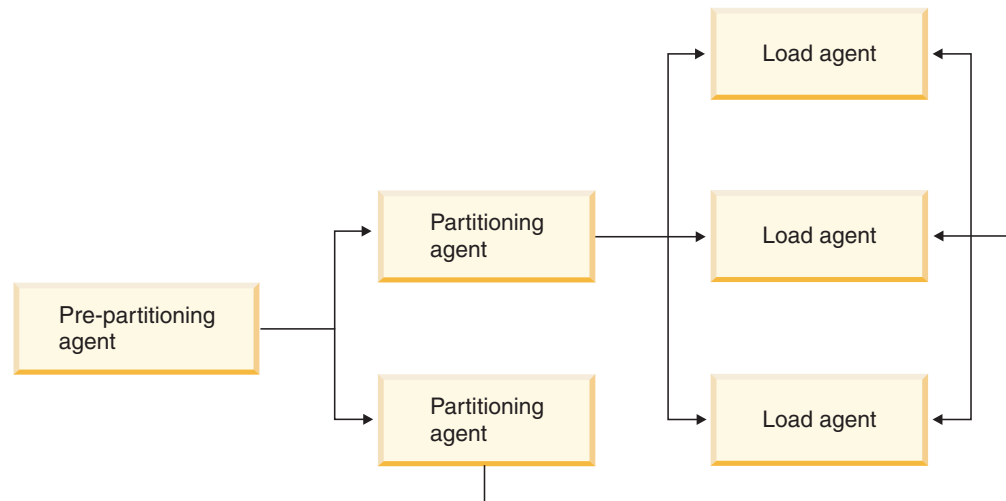 Load agent
Partitioning
agent
Load agent
Pre-partitioning
agent
Partitioning
agent
Load agent